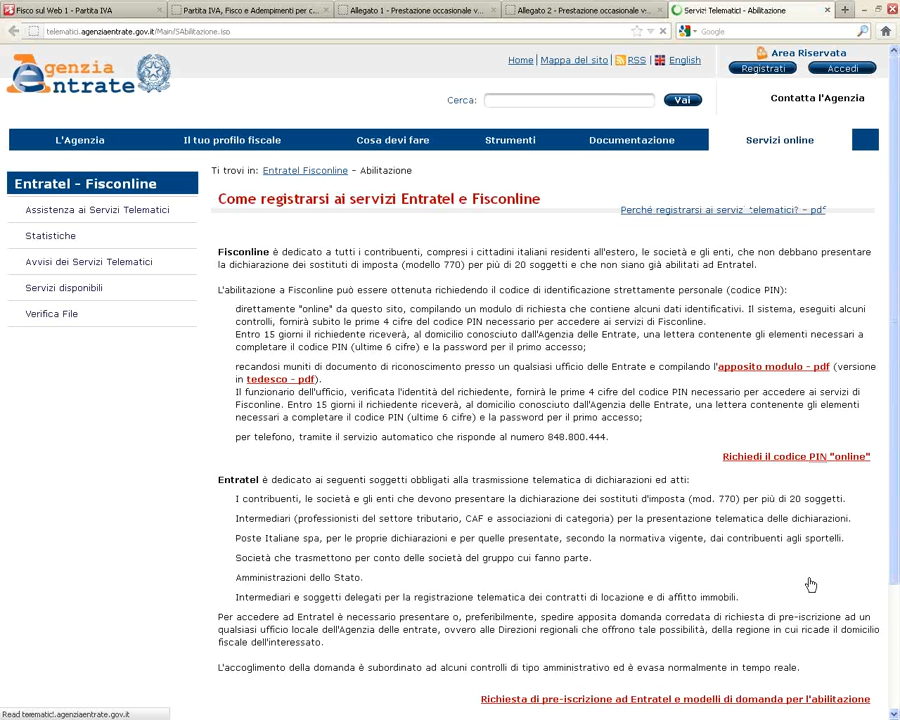 Fisco sul Web 1 - Partita IVA
Partita IVA, Fisco e Adempimenti per c...
Allegato 1 - Prestazione occasionale v...
Allegato 2 - Prestazione occasionale v...
Servizi Telematici - Abilitazione
telematici.agenziaentrate.gov.it/Main/SAbilitazione.iso
Google
Agenzia
Entrate
Home | Mappa del sito | RSS | English
Area Riservata
Registrati Accedi
Cerca: Vai
Contatta l'Agenzia
L'Agenzia Il tuo profilo fiscale Cosa devi fare Strumenti Documentazione Servizi online
Entratel - Fisconline
Assistenza ai Servizi Telematici
Statistiche
Avvisi dei Servizi Telematici
Servizi disponibili
Verifica File
Ti trovi in: Entratel Fisconline - Abilitazione
Come registrarsi ai servizi Entratel e Fisconline
Perché registrarsi ai servizi telematici? - pdf
Fisconline è dedicato a tutti i contribuenti, compresi i cittadini italiani residenti all'estero, le società e gli enti, che non debbano presentare
la dichiarazione dei sostituti di imposta (modello 770) per più di 20 soggetti e che non siano già abilitati ad Entratel.
L'abilitazione a Fisconline può essere ottenuta richiedendo il codice di identificazione strettamente personale (codice PIN):
direttamente "online" da questo sito, compilando un modulo di richiesta che contiene alcuni dati identificativi. Il sistema, eseguiti alcuni
controlli, fornirà subito le prime 4 cifre del codice PIN necessario per accedere ai servizi di Fisconline.
Entro 15 giorni il richiedente riceverà, al domicilio conosciuto dall'Agenzia delle Entrate, una lettera contenente gli elementi necessari a
completare il codice PIN (ultime 6 cifre) e la password per il primo accesso;
recandosi muniti di documento di riconoscimento presso un qualsiasi ufficio delle Entrate e compilando l'apposito modulo - pdf (versione
in tedesco - pdf).
Il funzionario dell'ufficio, verificata l'identità del richiedente, fornirà le prime 4 cifre del codice PIN necessario per accedere ai servizi di
Fisconline. Entro 15 giorni il richiedente riceverà, al domicilio conosciuto dall'Agenzia delle Entrate, una lettera contenente gli elementi
necessari a completare il codice PIN (ultime 6 cifre) e la password per il primo accesso;
per telefono, tramite il servizio automatico che risponde al numero 848.800.444.
Richiedi il codice PIN "online"
Entratel è dedicato ai seguenti soggetti obbligati alla trasmissione telematica di dichiarazioni ed atti:
I contribuenti, le società e gli enti che devono presentare la dichiarazione dei sostituti d'imposta (mod. 770) per più di 20 soggetti.
Intermediari (professionisti del settore tributario, CAF e associazioni di categoria) per la presentazione telematica delle dichiarazioni.
Poste Italiane spa, per le proprie dichiarazioni e per quelle presentate, secondo la normativa vigente, dai contribuenti agli sportelli.
Società che trasmettono per conto delle società del gruppo cui fanno parte.
Amministrazioni dello Stato.
Intermediari e soggetti delegati per la registrazione telematica dei contratti di locazione e di affitto immobili.
Per accedere ad Entratel è necessario presentare o, preferibilmente, spedire apposita domanda corredata di richiesta di pre-iscrizione ad un
qualsiasi ufficio locale dell'Agenzia delle entrate, ovvero alle Direzioni regionali che offrono tale possibilità, della regione in cui ricade il domicilio
fiscale dell'interessato.
L'accoglimento della domanda è subordinato ad alcuni controlli di tipo amministrativo ed è evasa normalmente in tempo reale.
Richiesta di pre-iscrizione ad Entratel e modelli di domanda per l'abilitazione
Read telematici.agenziaentrate.gov.it